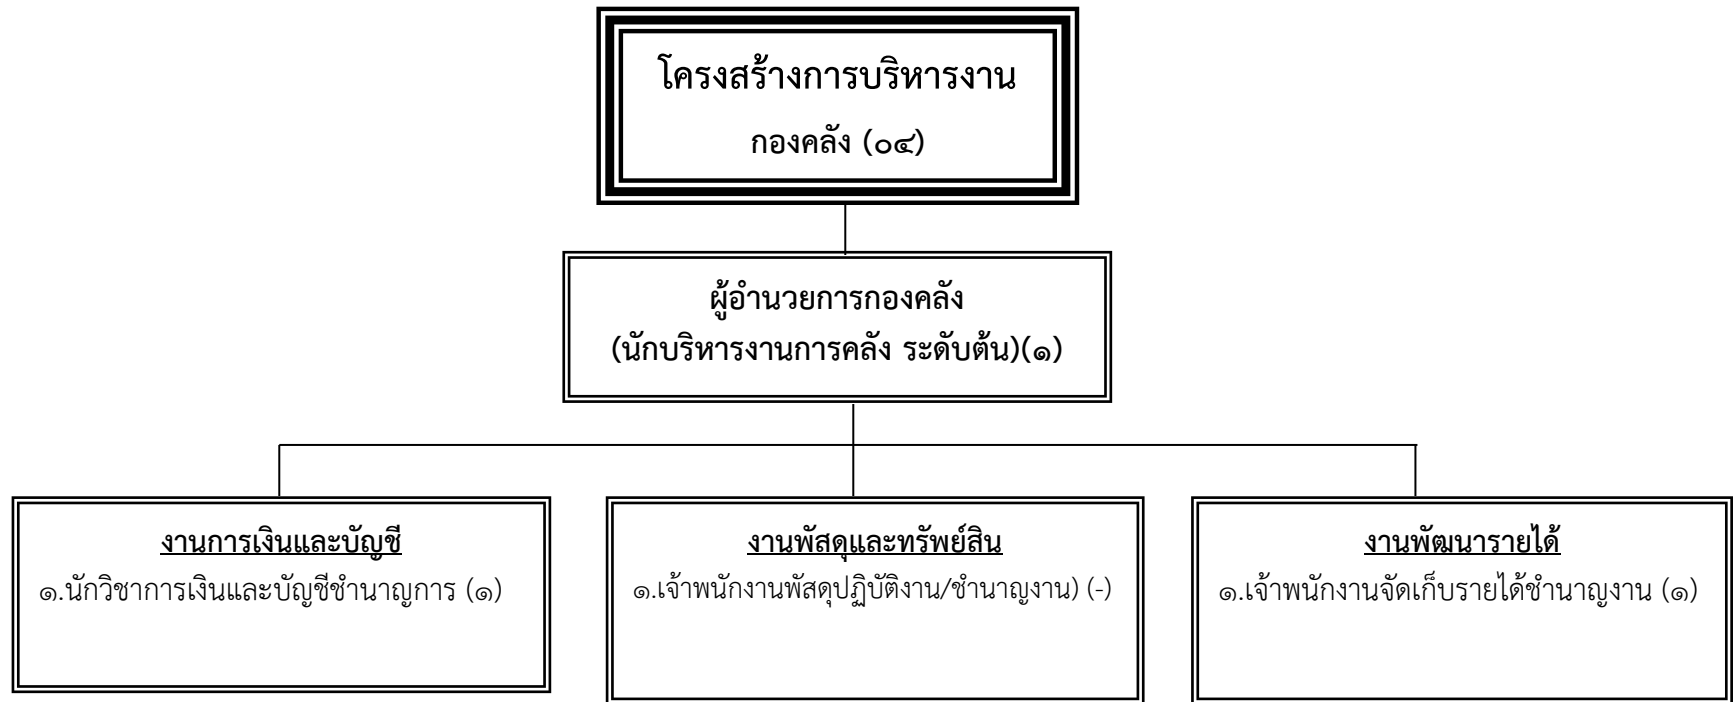 โครงสร้างการบริหารงาน
กองคลัง (๐๔)
ผู้อำนวยการกองคลัง
(นักบริหารงานการคลัง ระดับต้น)(๑)
งานการเงินและบัญชี
๑.นักวิชาการเงินและบัญชีชำนาญการ (๑)
งานพัสดุและทรัพย์สิน
๑.เจ้าพนักงานพัสดุปฏิบัติงาน/ชำนาญงาน) (-)
งานพัฒนารายได้
๑.เจ้าพนักงานจัดเก็บรายได้ชำนาญงาน (๑)